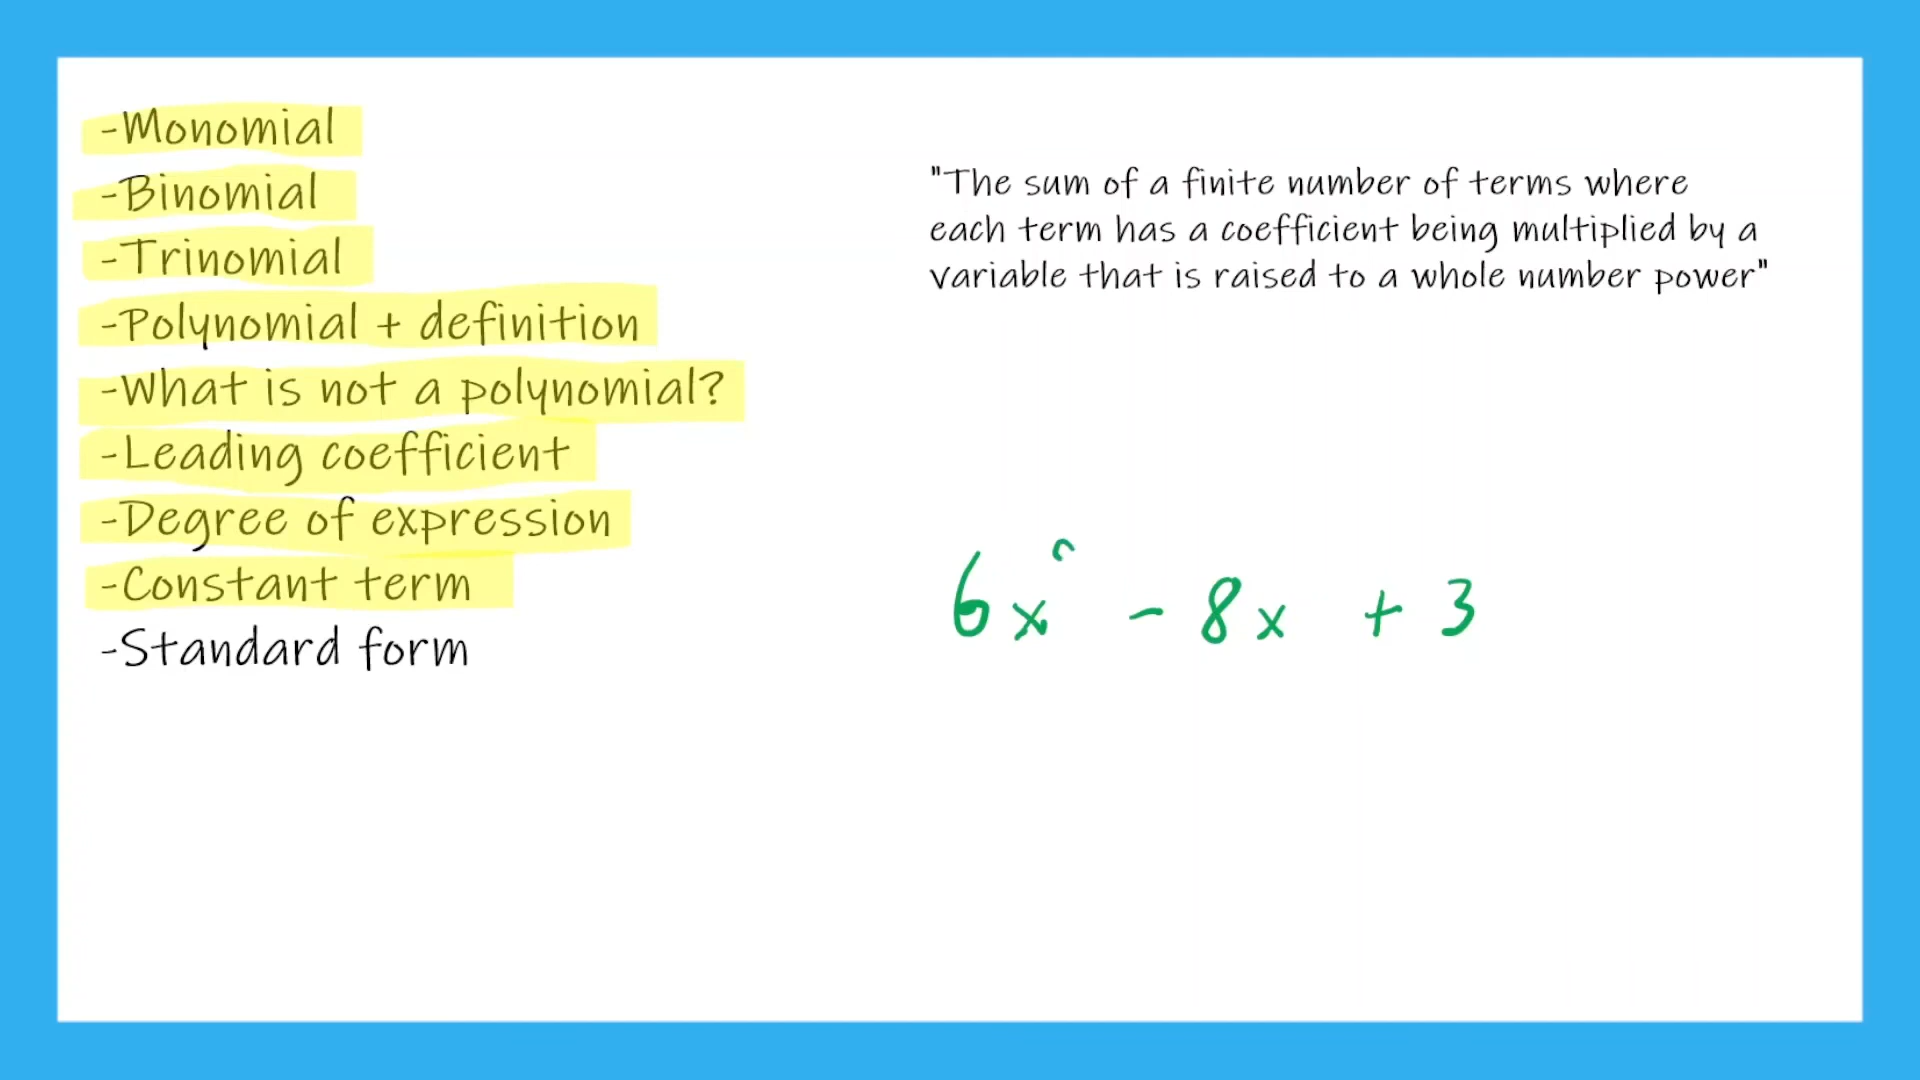 -Monomial
-Binomial
-Trinomial
-Polynomial + definition
-What is not a polynomial?
-Leading coefficient
-Degree of expression
-Constant term
-Standard form
"The sum of a finite number of terms where
each term has a coefficient being multiplied by a
variable that is raised to a whole number power"
6x - 8x + 3